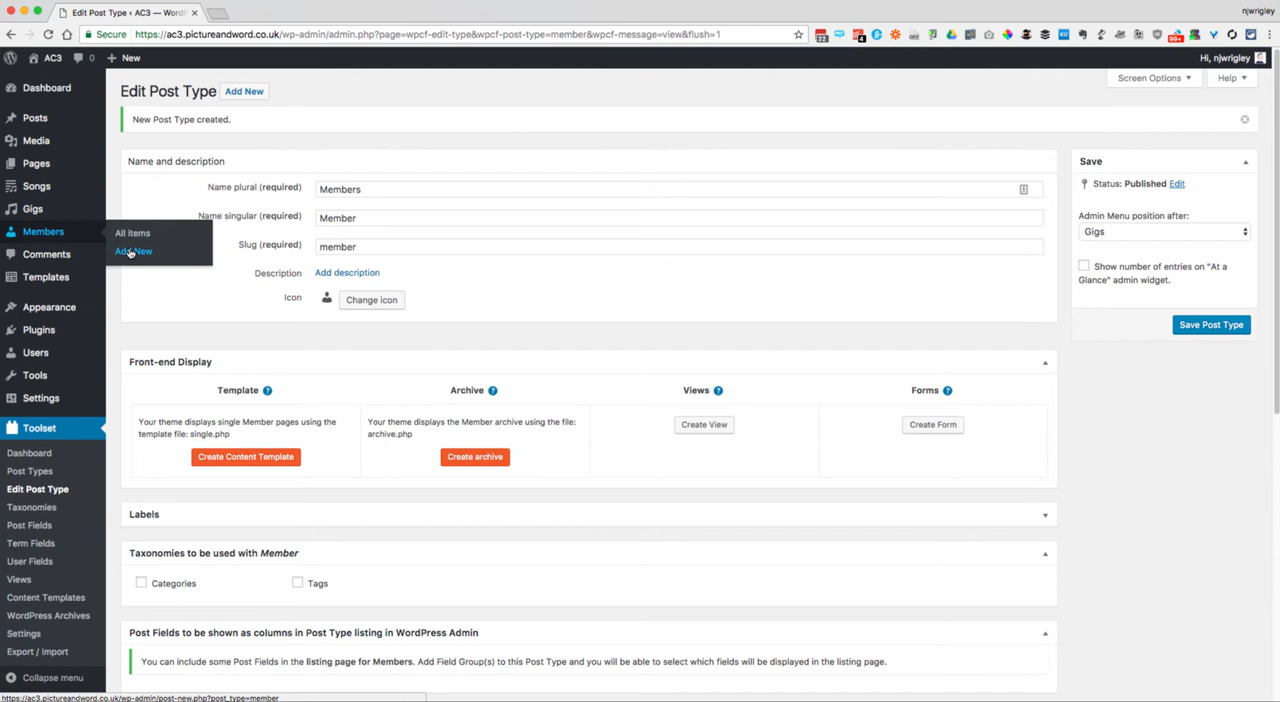 Edit Post Type ‹ AC3 — WordP
njwrigley
Secure
https://ac3.pictureandword.co.uk/wp-admin/admin.php?page=wpcf-edit-type&wpcf-post-type=member&wpcf-message=view&flush=1
AC3
0
New
Hi, njwrigley
Screen Options
Help
Dashboard
Posts
Media
Pages
Songs
Gigs
Members
Comments
Templates
Appearance
Plugins
Users
Tools
Settings
Toolset
Dashboard
Post Types
Edit Post Type
Taxonomies
Post Fields
Term Fields
User Fields
Views
Content Templates
WordPress Archives
Settings
Export / Import
Collapse menu
All items
Add New
Edit Post Type
Add New
New Post Type created.
Name and description
Name plural (required)
Members
Name singular (required)
Member
Slug (required)
member
Description
Add description
Icon
Change icon
Save
Status: Published Edit
Admin Menu position after:
Gigs
Show number of entries on "At a
Glance" admin widget.
Save Post Type
Front-end Display
Template
Archive
Views
Forms
Your theme displays single Member pages using the
template file: single.php
Create Content Template
Your theme displays the Member archive using the file:
archive.php
Create archive
Create View
Create Form
Labels
Taxonomies to be used with Member
Categories
Tags
Post Fields to be shown as columns in Post Type listing in WordPress Admin
You can include some Post Fields in the listing page for Members. Add Field Group(s) to this Post Type and you will be able to select which fields will be displayed in the listing page.
https://ac3.pictureandword.co.uk/wp-admin/post-new.php?post_type=member